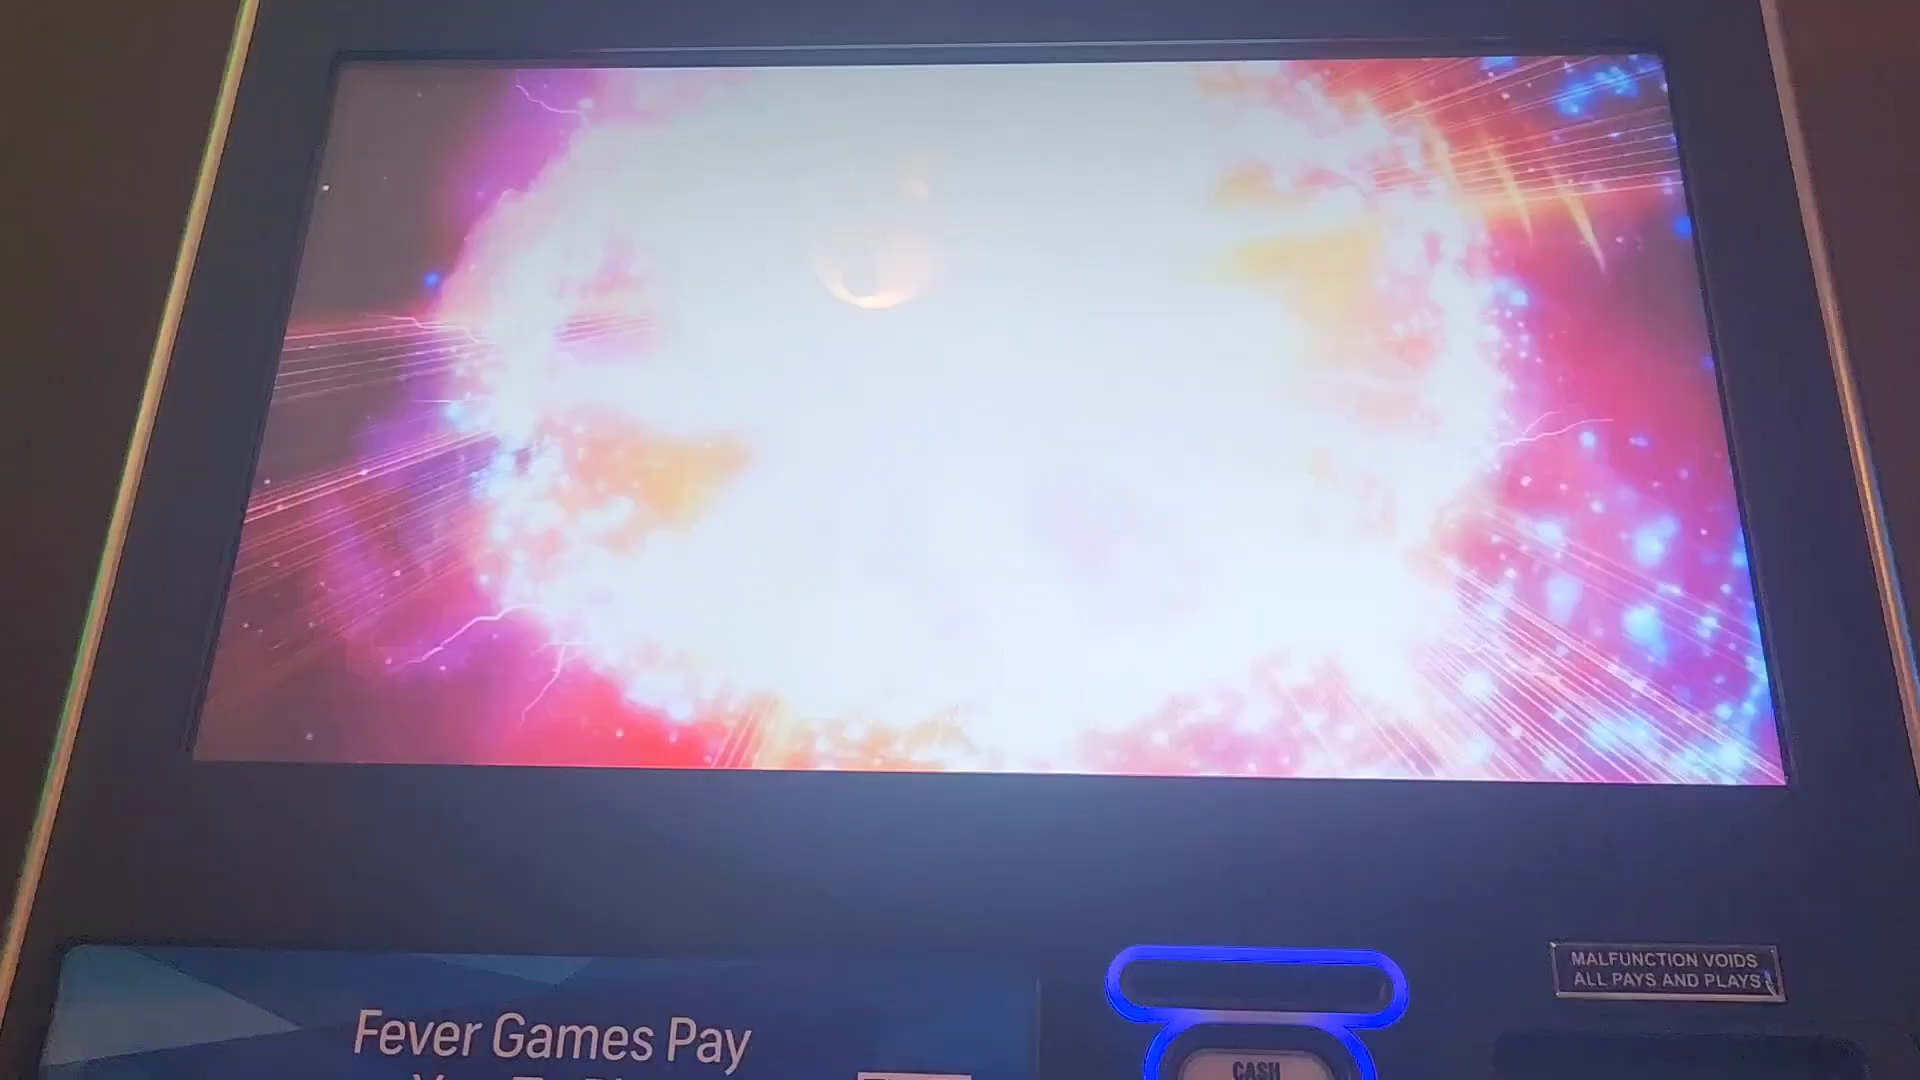 MALFUNCTION VOIDS
ALL PAYS AND PLAYS
Fever Games Pay
CASH